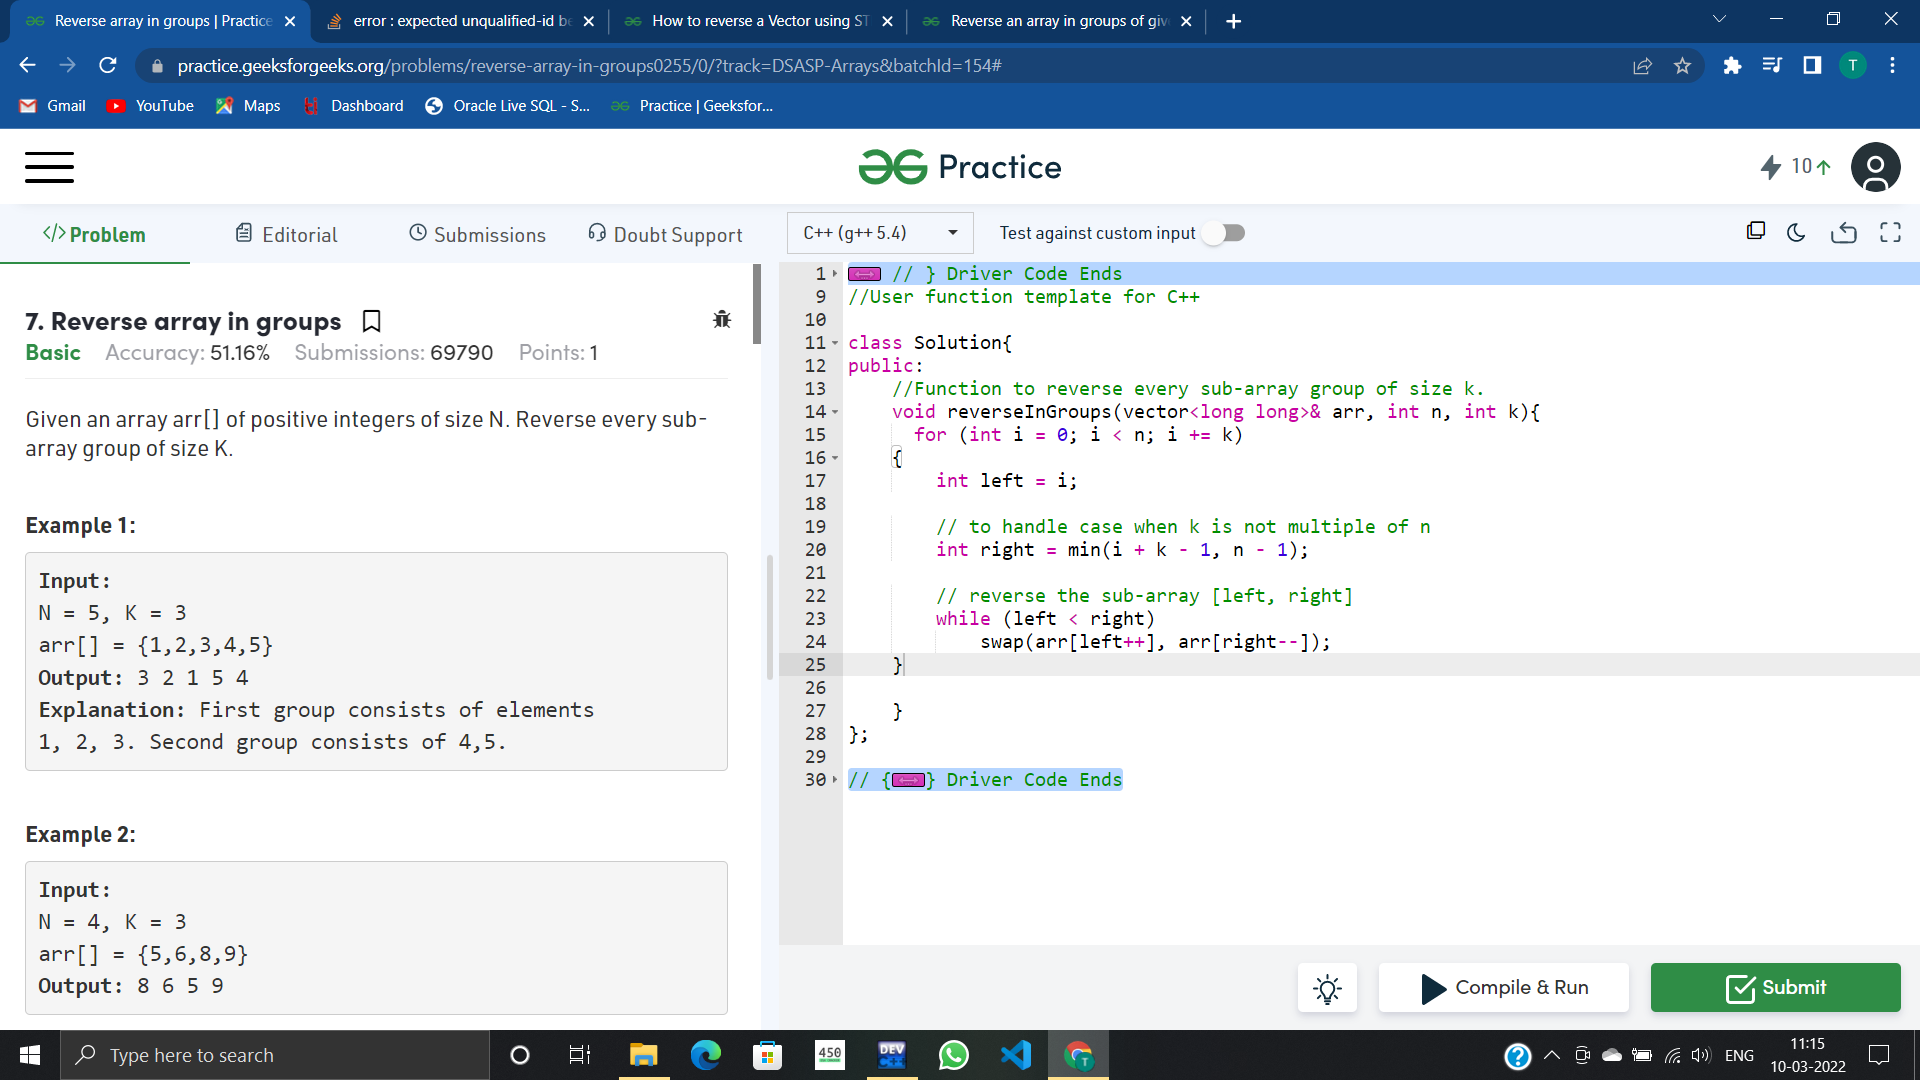 Reverse array in groups | Practice
error : expected unqualified-id be
How to reverse a Vector using ST
Reverse an array in groups of giv
practice.geeksforgeeks.org/problems/reverse-array-in-groups0255/0/?track=DSASP-Arrays&batchId=154#
T
Gmail
YouTube
Maps
Dashboard
Oracle Live SQL - S...
Practice | Geeksfor...
Practice
10
</> Problem
Editorial
Submissions
Doubt Support
C++ (g++ 5.4)
Test against custom input
7. Reverse array in groups
Basic Accuracy: 51.16% Submissions: 69790 Points: 1
Given an array arr[] of positive integers of size N. Reverse every sub-
array group of size K.
Example 1:
Input:
N = 5, K = 3
arr[] = {1,2,3,4,5}
Output: 3 2 1 5 4
Explanation: First group consists of elements
1, 2, 3. Second group consists of 4,5.
Example 2:
Input:
N = 4, K = 3
arr[] = {5,6,8,9}
Output: 8 6 5 9
1 // } Driver Code Ends
9 //User function template for C++
10
11 class Solution{
12 public:
13 //Function to reverse every sub-array group of size k.
14 void reverseInGroups(vector<long long>& arr, int n, int k){
15 for (int i = 0; i < n; i += k)
16 {
17 int left = i;
18
19 // to handle case when k is not multiple of n
20 int right = min(i + k - 1, n - 1);
21
22 // reverse the sub-array [left, right]
23 while (left < right)
24 swap(arr[left++], arr[right--]);
25 }
26
27 }
28 };
29
30 // { } Driver Code Ends
Compile & Run
Submit
Type here to search
450
DEV
C++
T
ENG
11:15
10-03-2022